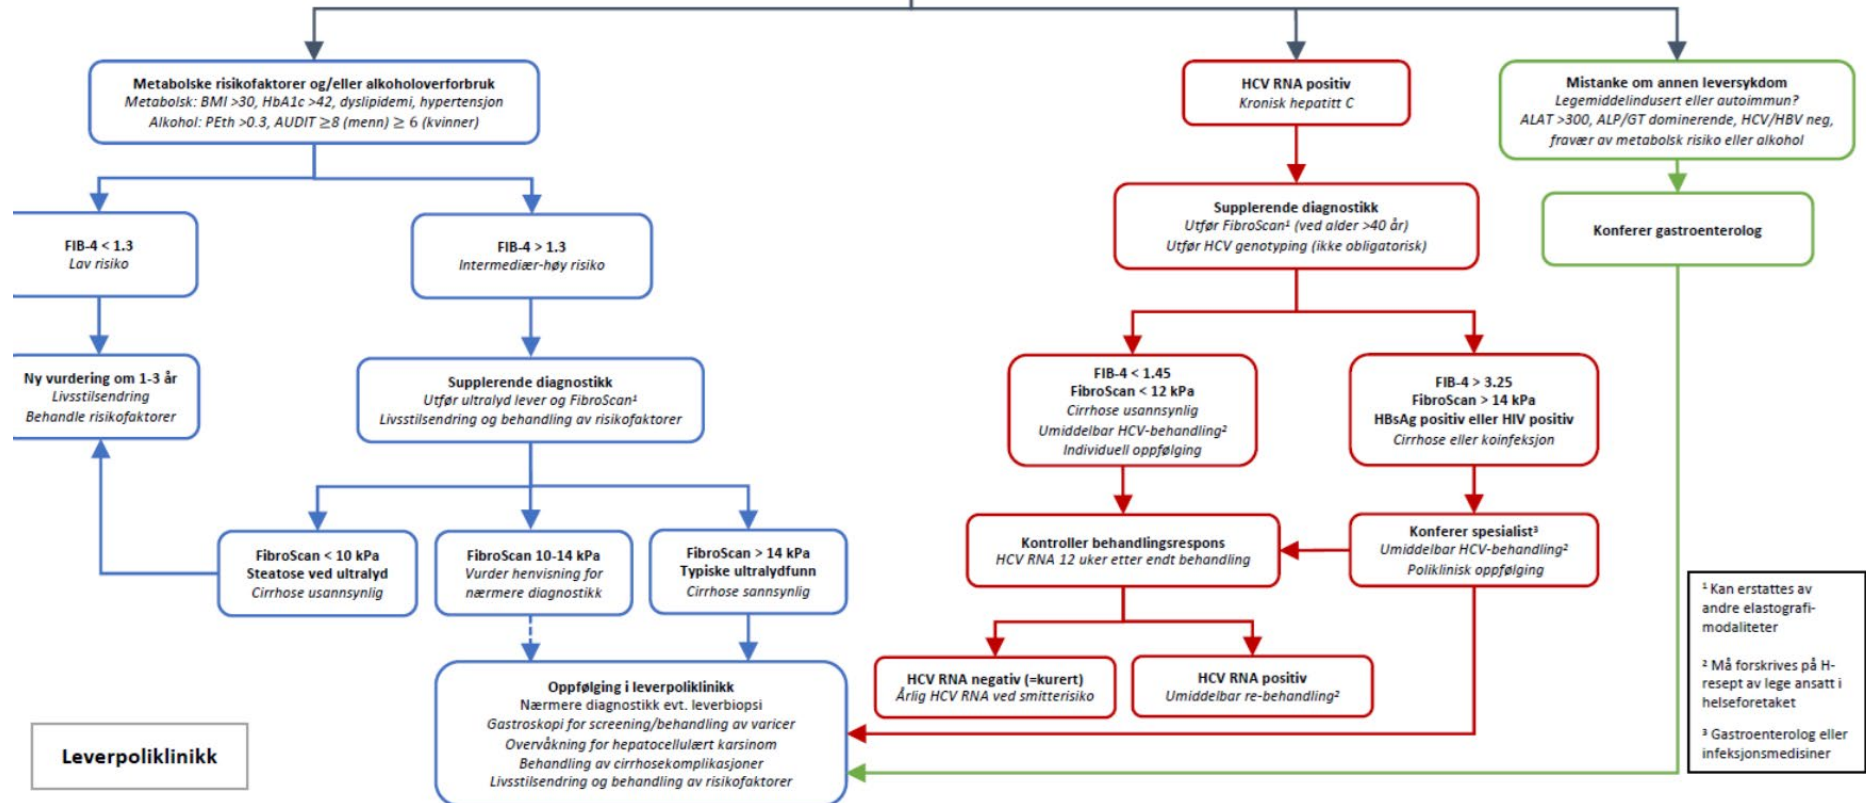 Metabolske risikofaktorer og/eller alkoholoverforbruk
Metabolsk: BMI >30, HbA1c >42, dyslipidemi, hypertensjon
Alkohol: PEth >0.3, AUDIT ≥8 (menn) ≥ 6 (kvinner)
HCV RNA positiv
Kronisk hepatitt C
Mistanke om annen leversykdom
Legemiddelindusert eller autoimmun?
ALAT >300, ALP/GT dominerende, HCV/HBV neg,
fravær av metabolsk risiko eller alkohol
FIB-4 < 1.3
Lav risiko
FIB-4 > 1.3
Intermediær-høy risiko
Supplerende diagnostikk
Utfør FibroScan¹ (ved alder >40 år)
Utfør HCV genotyping (ikke obligatorisk)
Konferer gastroenterolog
Ny vurdering om 1-3 år
Livsstilsendring
Behandle risikofaktorer
Supplerende diagnostikk
Utfør ultralyd lever og FibroScan¹
Livsstilsendring og behandling av risikofaktorer
FIB-4 < 1.45
FibroScan < 12 kPa
Cirrhose usannsynlig
Umiddelbar HCV-behandling²
Individuell oppfølging
FIB-4 > 3.25
FibroScan > 14 kPa
HBsAg positiv eller HIV positiv
Cirrhose eller koinfeksjon
FibroScan < 10 kPa
Steatose ved ultralyd
Cirrhose usannsynlig
FibroScan 10-14 kPa
Vurder henvisning for
nærmere diagnostikk
FibroScan > 14 kPa
Typiske ultralydfunn
Cirrhose sannsynlig
Kontroller behandlingsrespons
HCV RNA 12 uker etter endt behandling
Konferer spesialist³
Umiddelbar HCV-behandling²
Poliklinisk oppfølging
HCV RNA negativ (=kurert)
Årlig HCV RNA ved smitterisiko
HCV RNA positiv
Umiddelbar re-behandling²
Oppfølging i leverpoliklinikk
Nærmere diagnostikk evt. leverbiopsi
Gastroskopi for screening/behandling av varicer
Overvåkning for hepatocellulært karsinom
Behandling av cirrhosekomplikasjoner
Livsstilsendring og behandling av risikofaktorer
Leverpoliklinikk
¹ Kan erstattes av
andre elastografi-
modaliteter
² Må forskrives på H-
resept av lege ansatt i
helseforetaket
³ Gastroenterolog eller
infeksjonsmedisiner